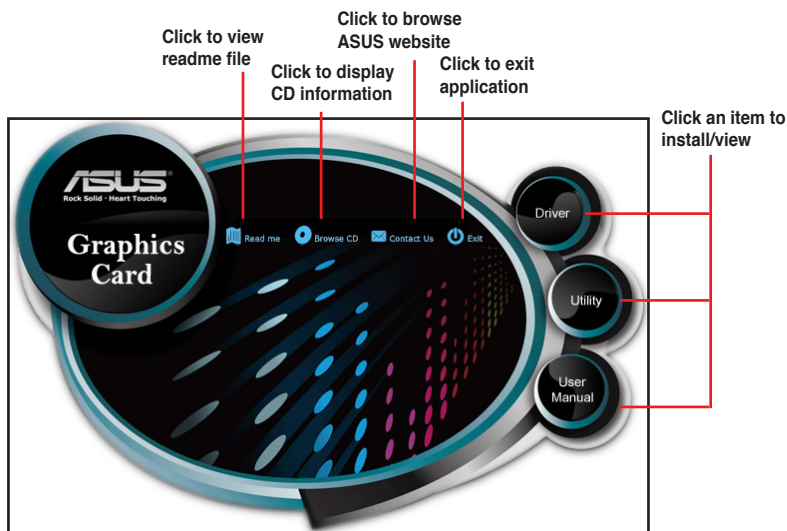 Click to view
readme file
Click to display
CD information
Click to browse
ASUS website
Click to exit
application
Click an item to
install/view
ASUS
Rock Solid · Heart Touching
Graphics
Card
Read me
Browse CD
Contact Us
Exit
Driver
Utility
User
Manual